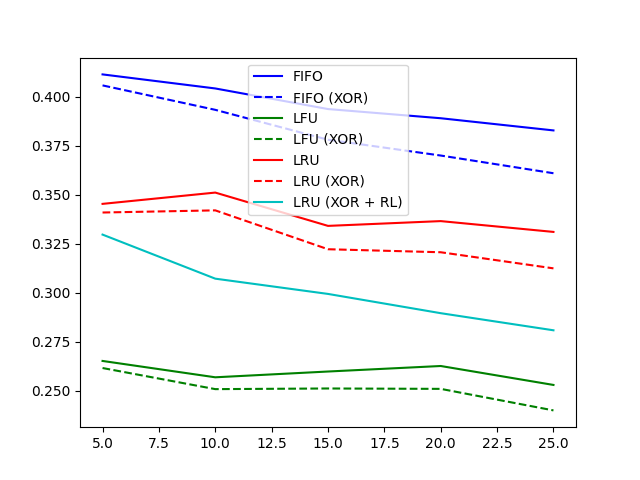 FIFO
FIFO (XOR)
LFU
LFU (XOR)
LRU
LRU (XOR)
LRU (XOR + RL)
0.400
0.375
0.350
0.325
0.300
0.275
0.250
5.0 7.5 10.0 12.5 15.0 17.5 20.0 22.5 25.0